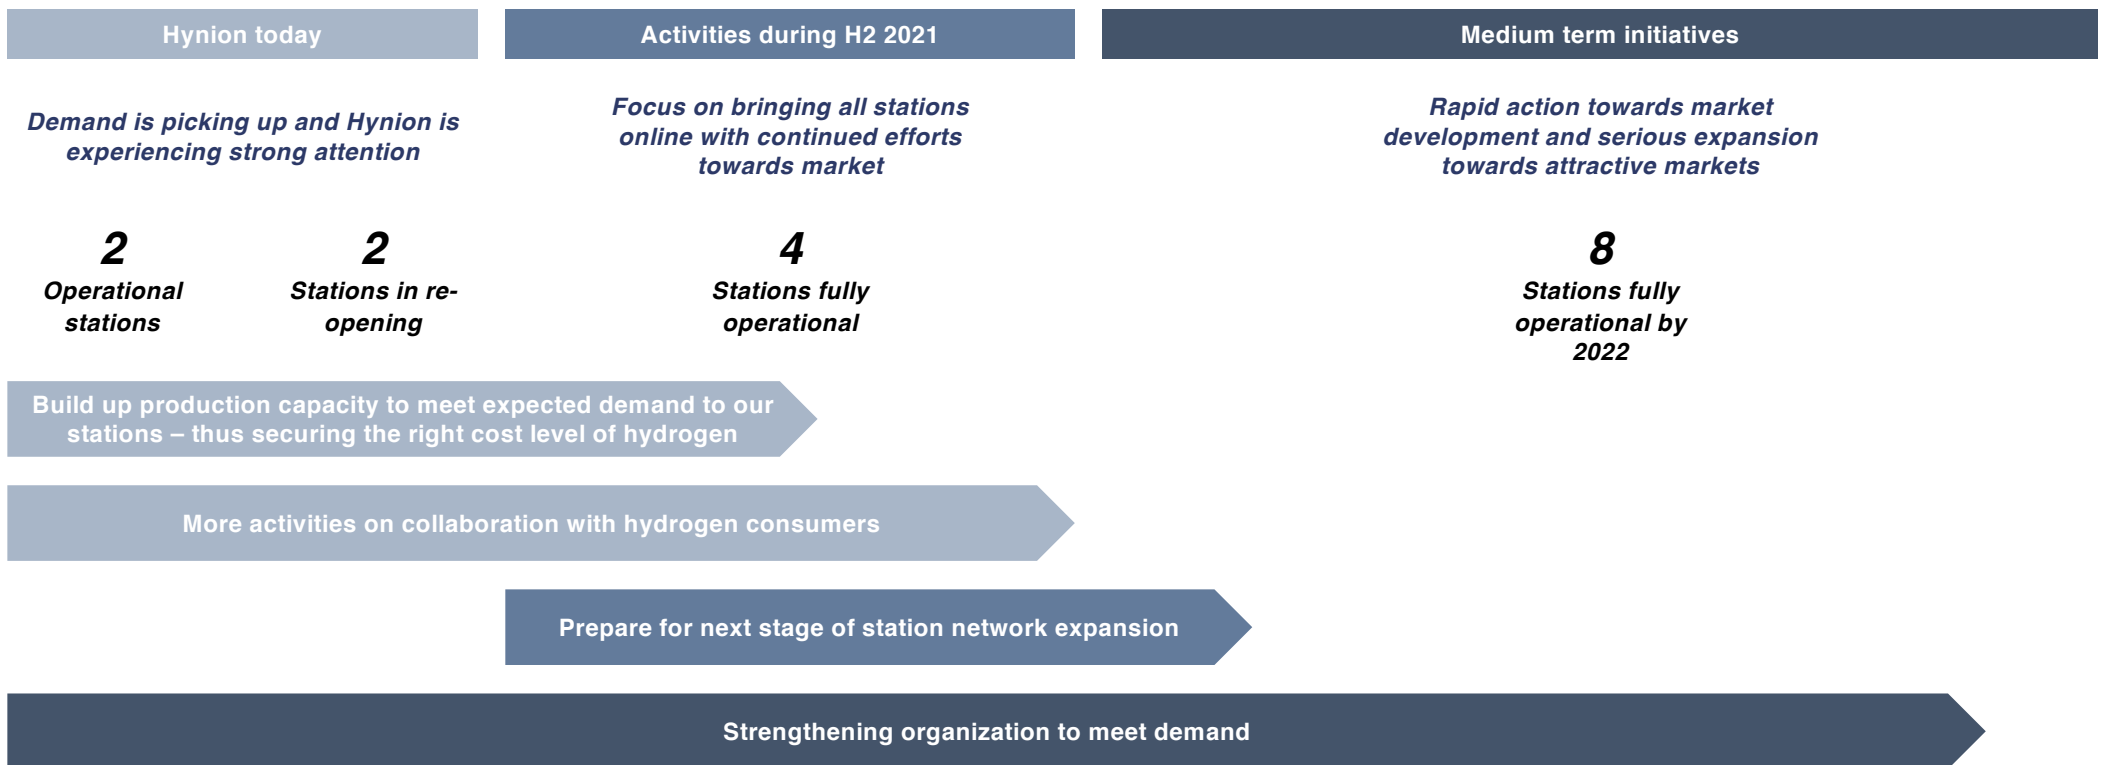 Hynion today
Activities during H2 2021
Medium term initiatives
Demand is picking up and Hynion is
experiencing strong attention
Focus on bringing all stations
online with continued efforts
towards market
Rapid action towards market
development and serious expansion
towards attractive markets
2
Operational
stations
2
Stations in re-
opening
4
Stations fully
operational
8
Stations fully
operational by
2022
Build up production capacity to meet expected demand to our
stations – thus securing the right cost level of hydrogen
More activities on collaboration with hydrogen consumers
Prepare for next stage of station network expansion
Strengthening organization to meet demand